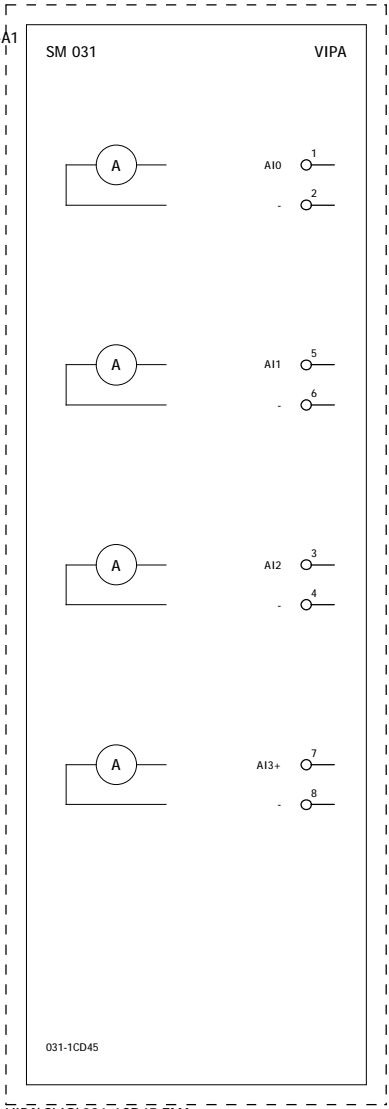 A1
SM 031 VIPA
A AI0 1
- 2
A AI1 5
- 6
A AI2 3
- 4
A AI3+ 7
- 8
031-1CD45